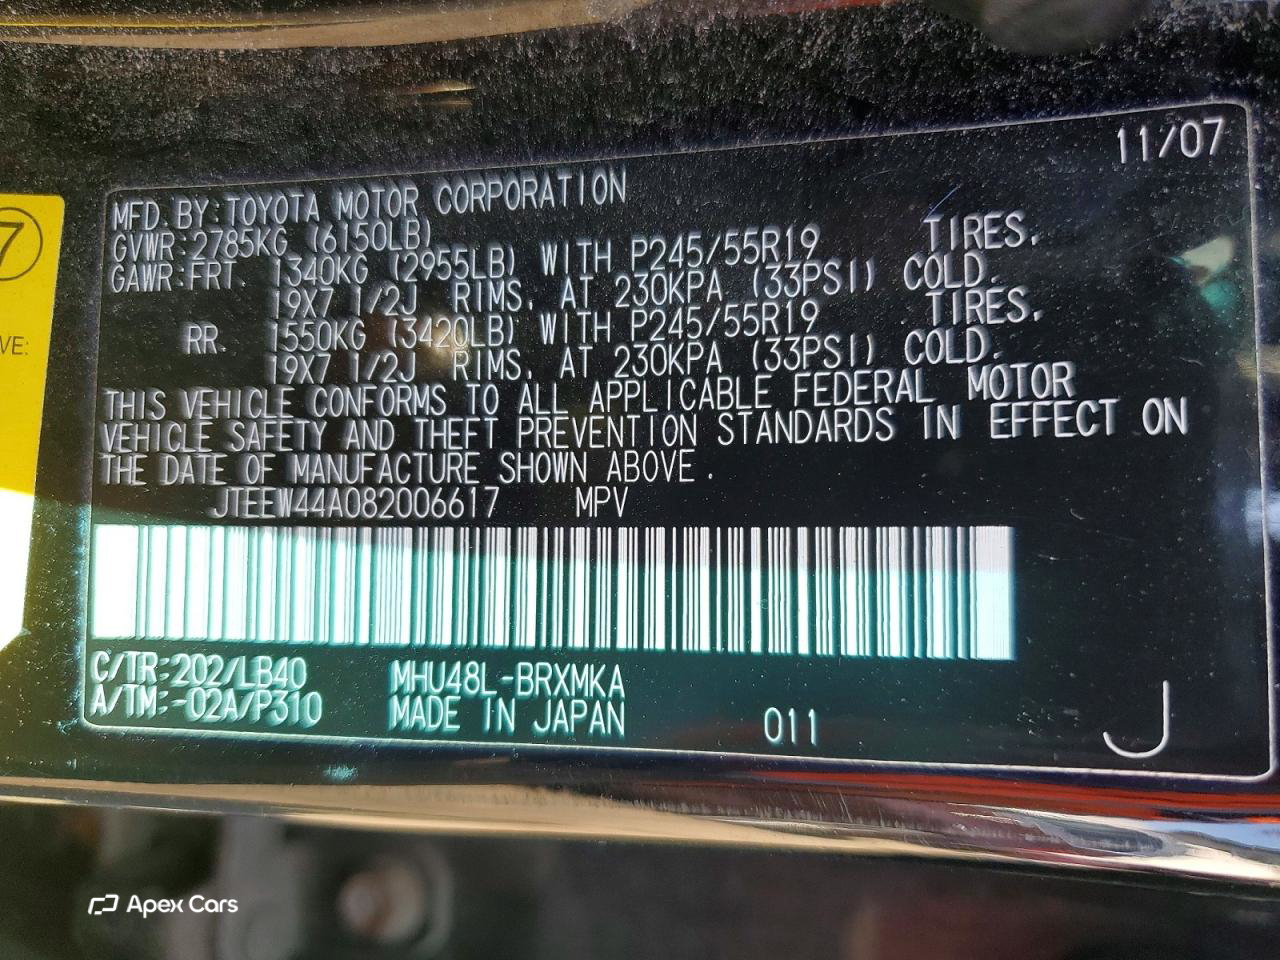 11/07
MFD. BY:TOYOTA MOTOR CORPORATION
GVWR:2785KG (6150LB)
GAWR:FRT. 1340KG (2955LB) WITH P245/55R19 TIRES.
19X7 1/2J RIMS. AT 230KPA (33PSI) COLD.
RR. 1550KG (3420LB) WITH P245/55R19 TIRES.
19X7 1/2J RIMS. AT 230KPA (33PSI) COLD.
THIS VEHICLE CONFORMS TO ALL APPLICABLE FEDERAL MOTOR
VEHICLE SAFETY AND THEFT PREVENTION STANDARDS IN EFFECT ON
THE DATE OF MANUFACTURE SHOWN ABOVE.
JTEEW44A082006617 MPV
C/TR:202/LB40 MHU48L-BRXMKA
A/TM:-02A/P310 MADE IN JAPAN 011 J
7
VE:
Apex Cars